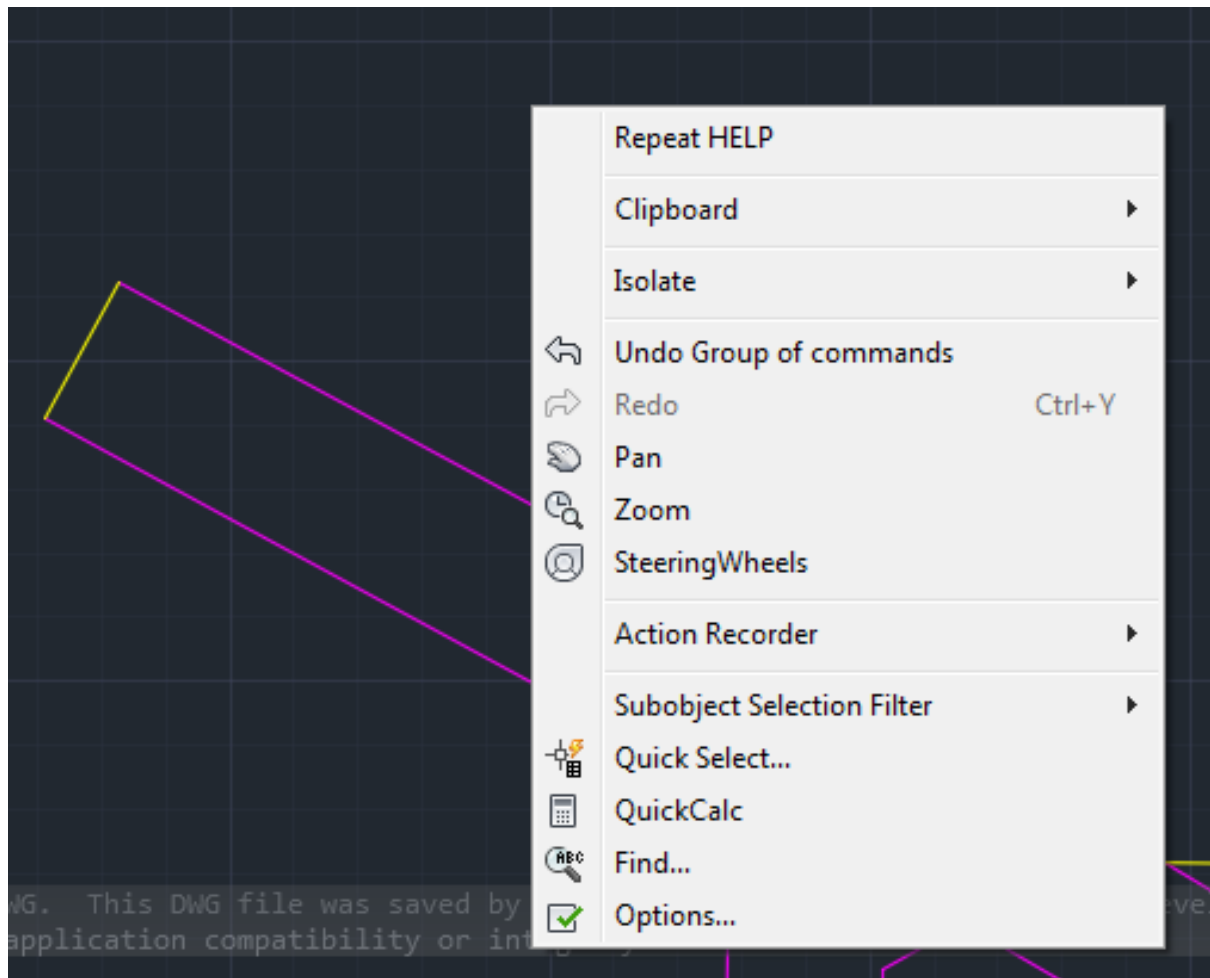 Repeat HELP
Clipboard
Isolate
Undo Group of commands
Redo Ctrl+Y
Pan
Zoom
SteeringWheels
Action Recorder
Subobject Selection Filter
Quick Select...
QuickCalc
ABC
Find...
Options...
WG. This DWG file was saved by
application compatibility or